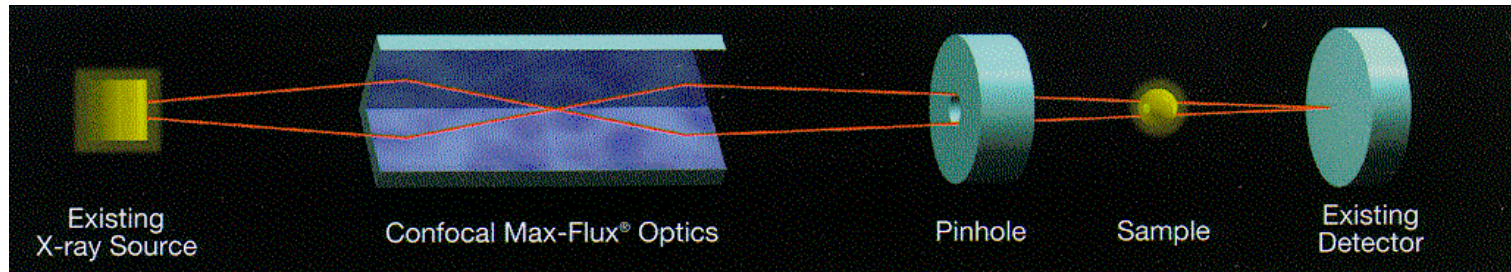 Existing
X-ray Source
Confocal Max-Flux® Optics
Pinhole
Sample
Existing
Detector